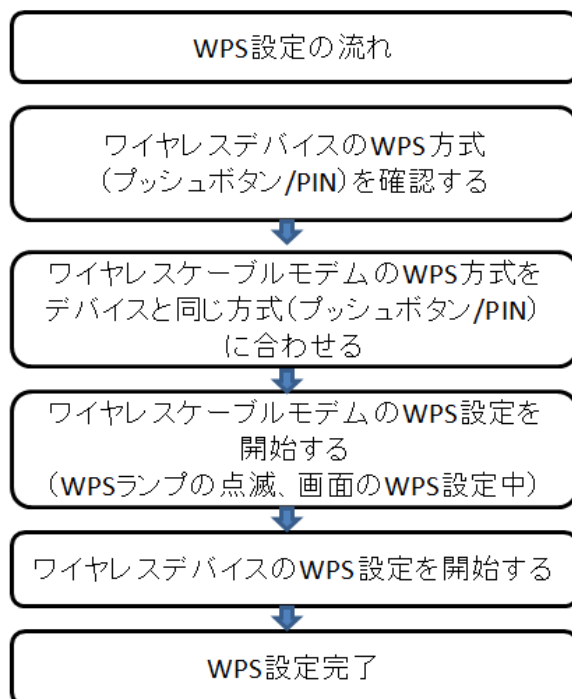 WPS設定の流れ
ワイヤレスデバイスのWPS方式
(プッシュボタン/PIN)を確認する
ワイヤレスケーブルモデムのWPS方式を
デバイスと同じ方式(プッシュボタン/PIN)
に合わせる
ワイヤレスケーブルモデムのWPS設定を
開始する
(WPSランプの点滅、画面のWPS設定中)
ワイヤレスデバイスのWPS設定を開始する
WPS設定完了